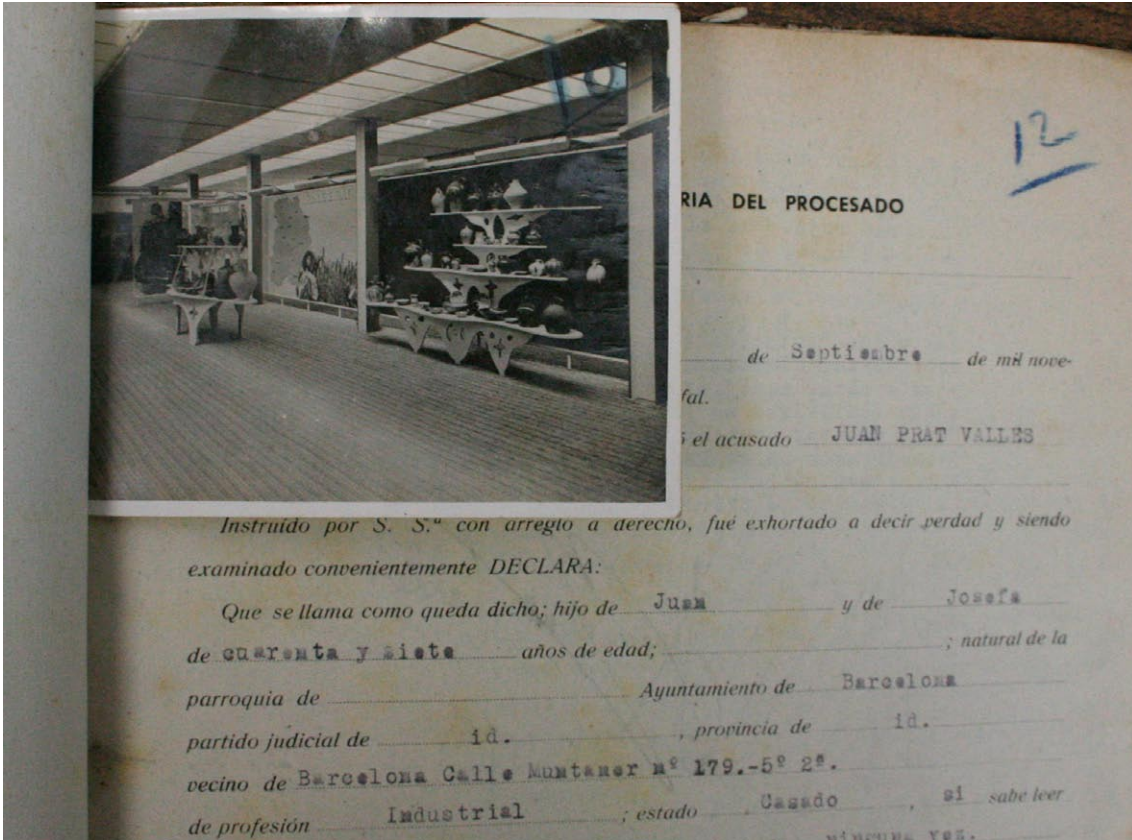 12
RIA DEL PROCESADO
de Septiembre de mil nove-
fal.
ó el acusado JUAN PRAT VALLES
Instruído por S. S.ª con arreglo a derecho, fué exhortado a decir verdad y siendo
examinado convenientemente DECLARA:
Que se llama como queda dicho; hijo de Juan y de Josefa
de cuarenta y siete años de edad; ; natural de la
parroquia de Ayuntamiento de Barcelona
partido judicial de id. , provincia de id.
vecino de Barcelona Calle Muntaner nº 179.-5º 2ª.
de profesión Industrial ; estado Casado , si sabe leer
ninguna vez.